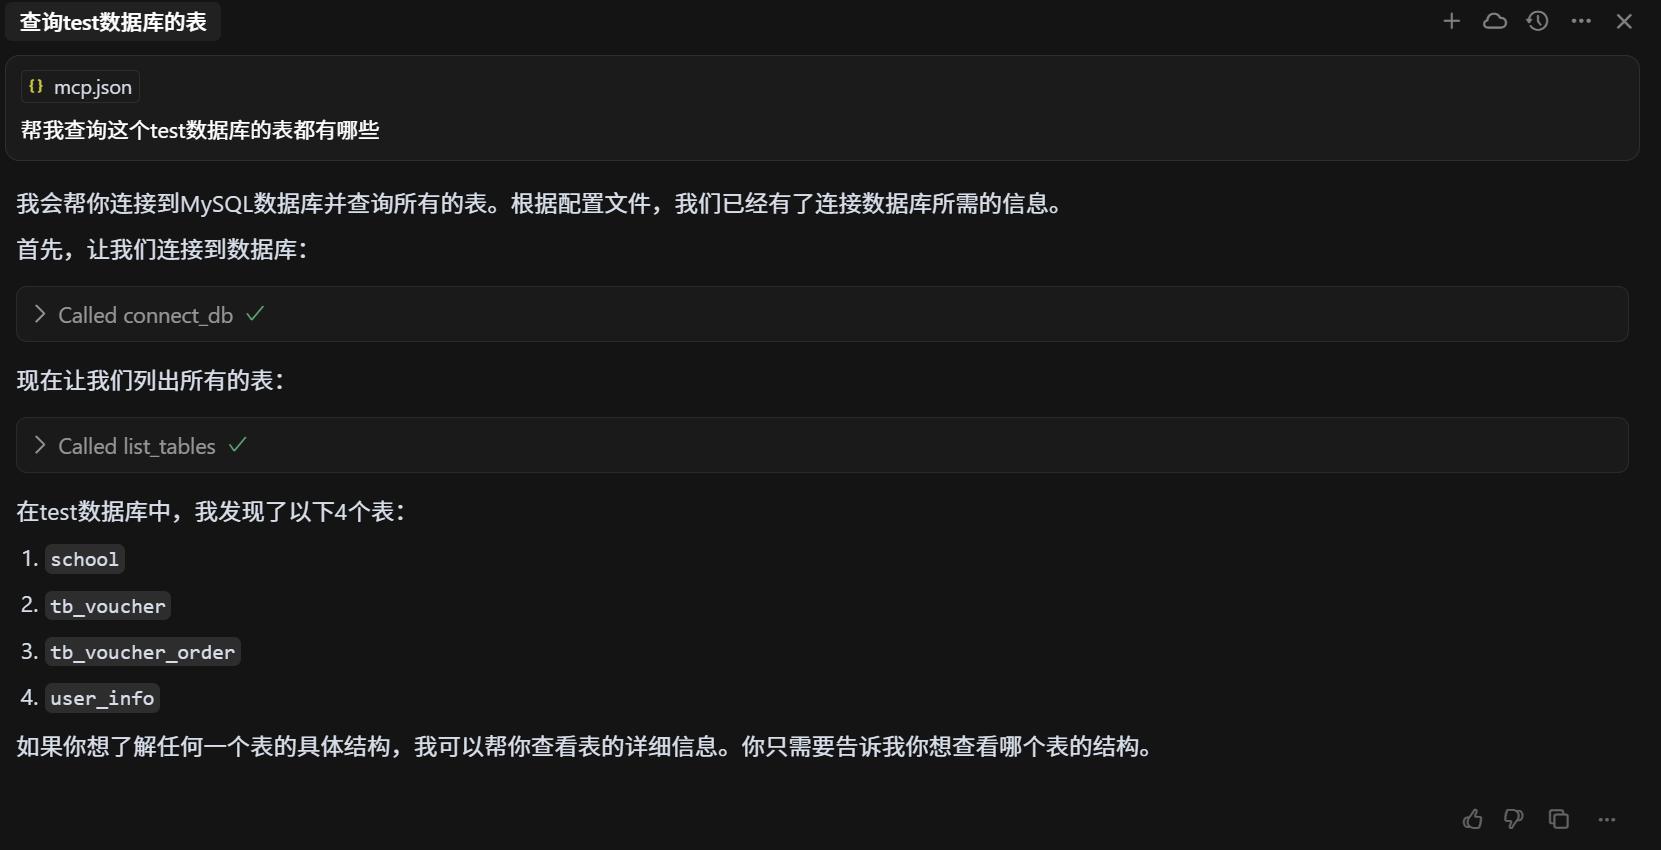 查询test数据库的表
{} mcp.json
帮我查询这个test数据库的表都有哪些
我会帮你连接到MySQL数据库并查询所有的表。根据配置文件，我们已经有了连接数据库所需的信息。
首先，让我们连接到数据库：
Called connect_db
现在让我们列出所有的表：
Called list_tables
在test数据库中，我发现了以下4个表：
1. school
2. tb_voucher
3. tb_voucher_order
4. user_info
如果你想了解任何一个表的具体结构，我可以帮你查看表的详细信息。你只需要告诉我你想查看哪个表的结构。